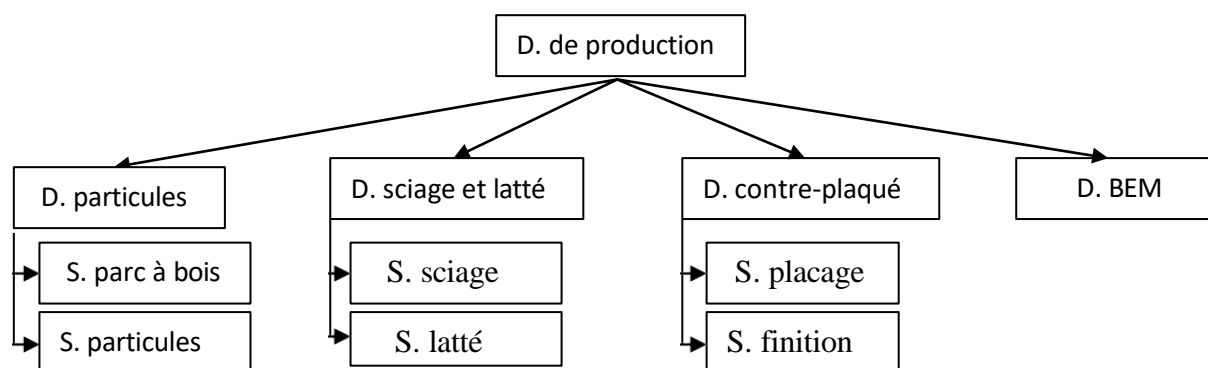 D. de production
D. particules
D. sciage et latté
D. contre-plaqué
D. BEM
S. parc à bois
S. sciage
S. placage
S. particules
S. latté
S. finition